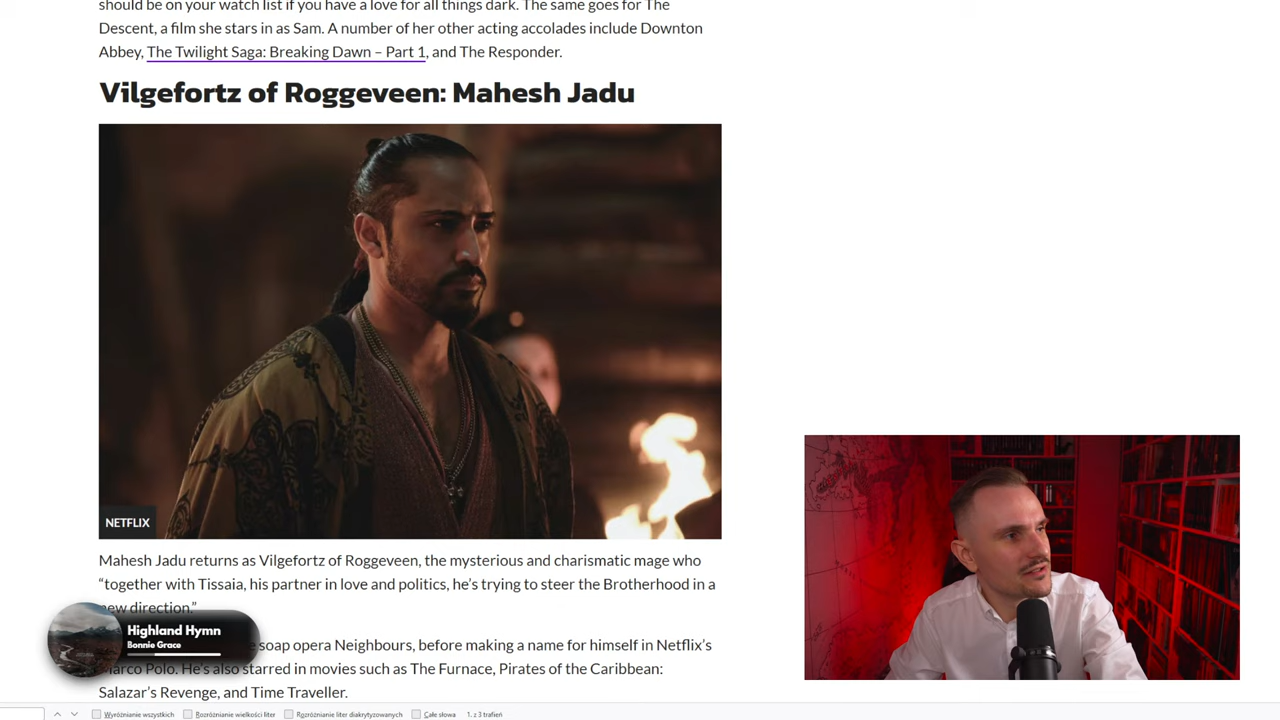 should be on your watch list if you have a love for all things dark. The same goes for The
Descent, a film she stars in as Sam. A number of her other acting accolades include Downton
Abbey, The Twilight Saga: Breaking Dawn – Part 1, and The Responder.
Vilgefortz of Roggeveen: Mahesh Jadu
NETFLIX
Mahesh Jadu returns as Vilgefortz of Roggeveen, the mysterious and charismatic mage who
“together with Tissaia, his partner in love and politics, he’s trying to steer the Brotherhood in a
new direction.”
Highland Hymn
Bonnie Grace
soap opera Neighbours, before making a name for himself in Netflix’s
Marco Polo. He’s also starred in movies such as The Furnace, Pirates of the Caribbean:
Salazar’s Revenge, and Time Traveller.
Wyróżnianie wszystkich Rozróżnianie wielkości liter Rozróżnianie liter diakrytyzowanych Całe słowa 1. z 3 trafień